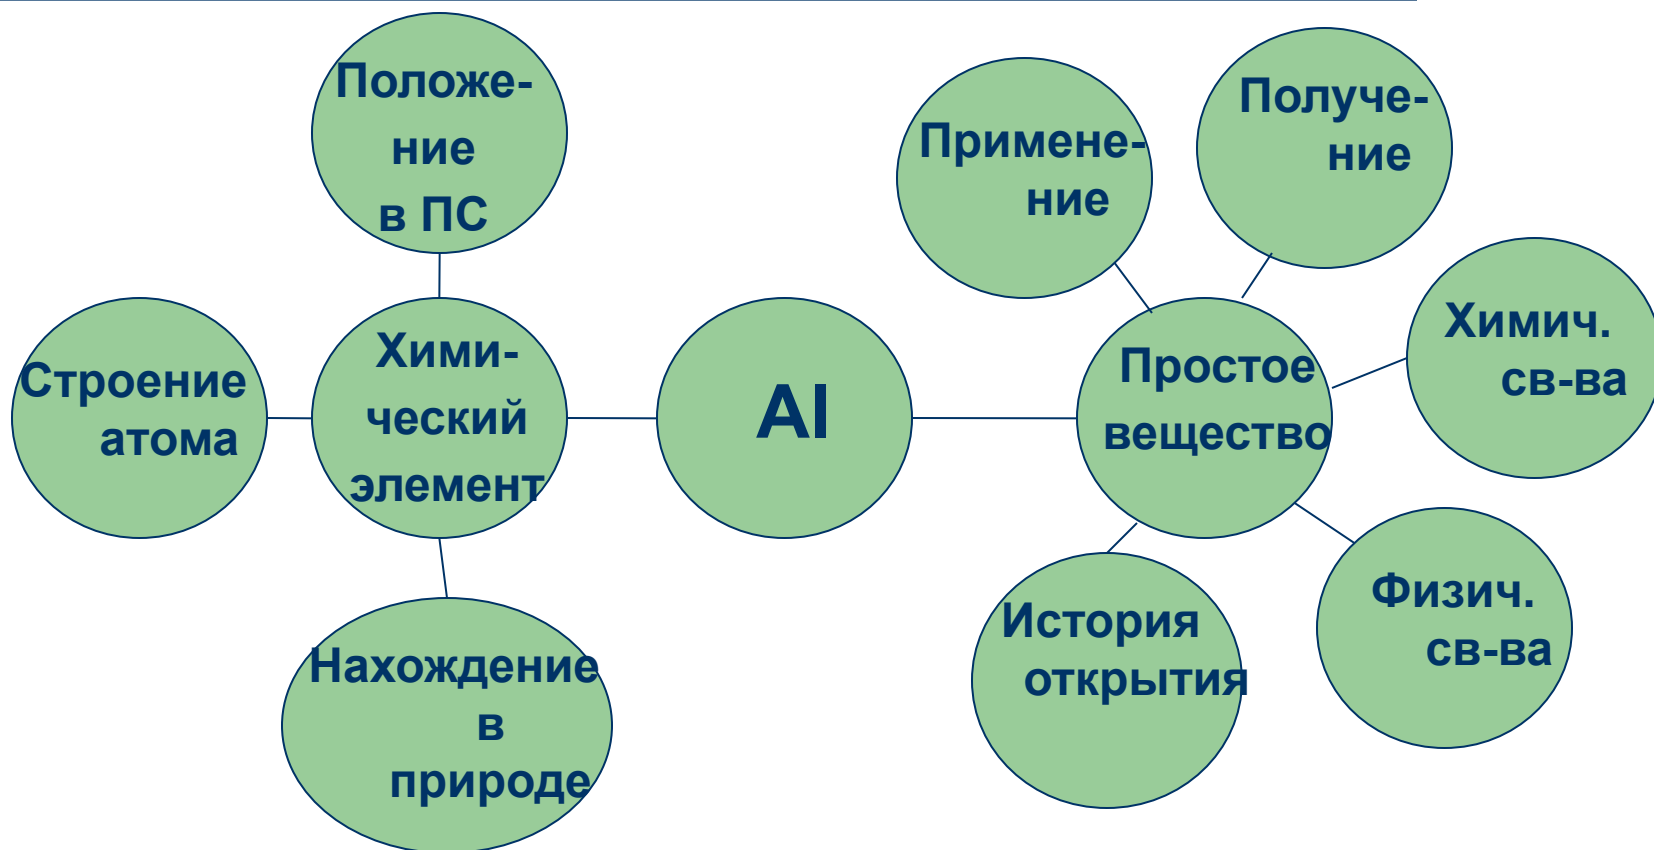 Положе-
ние
в ПС
Строение
атома
Хими-
ческий
элемент
Нахождение
в
природе
Al
Примене-
ние
Получе-
ние
Простое
вещество
Химич.
св-ва
Физич.
св-ва
История
открытия